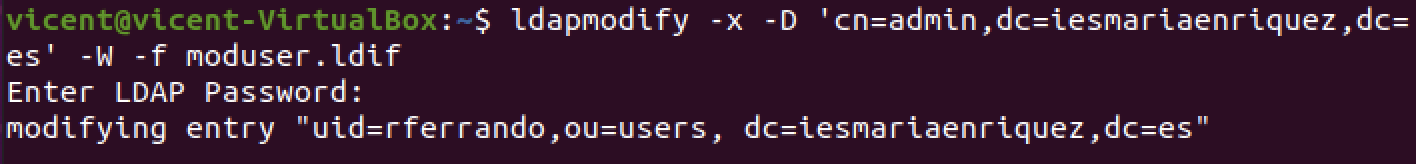 vicent@vicent-VirtualBox:~$ ldapmodify -x -D 'cn=admin,dc=iesmariaenriquez,dc=
es' -W -f moduser.ldif
Enter LDAP Password:
modifying entry "uid=rferrando,ou=users, dc=iesmariaenriquez,dc=es"